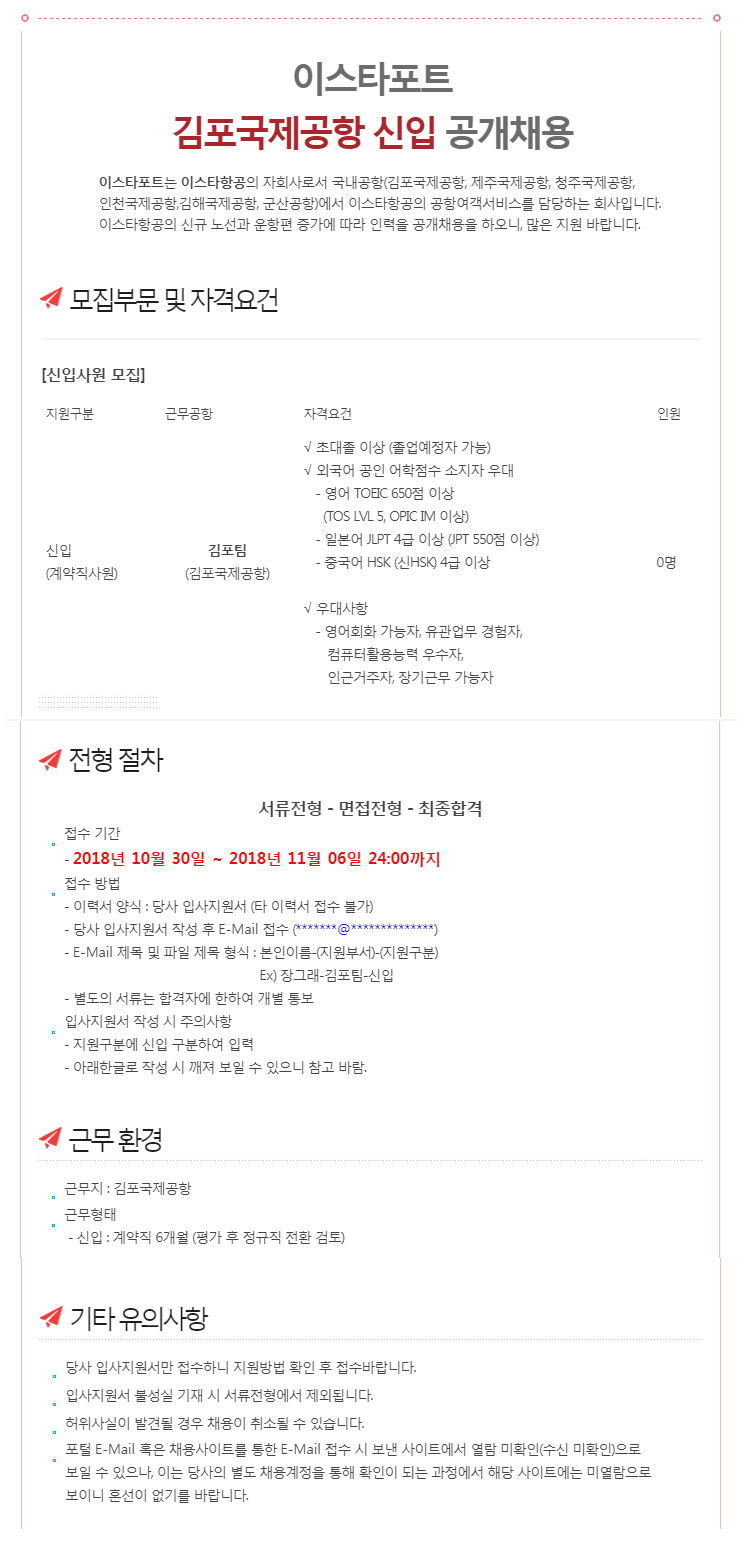 이스타포트
김포국제공항 신입 공개채용
이스타포트는 이스타항공의 자회사로서 국내공항(김포국제공항, 제주국제공항, 청주국제공항,
인천국제공항,김해국제공항, 군산공항)에서 이스타항공의 공항여객서비스를 담당하는 회사입니다.
이스타항공의 신규 노선과 운항편 증가에 따라 인력을 공개채용을 하오니, 많은 지원 바랍니다.
모집부문 및 자격요건
[신입사원 모집]
지원구분 근무공항 자격요건 인원
√ 초대졸 이상 (졸업예정자 가능)
√ 외국어 공인 어학점수 소지자 우대
- 영어 TOEIC 650점 이상
(TOS LVL 5, OPIC IM 이상)
- 일본어 JLPT 4급 이상 (JPT 550점 이상)
신입 김포팀
- 중국어 HSK (신HSK) 4급 이상 0명
(계약직사원) (김포국제공항)
√ 우대사항
- 영어회화 가능자, 유관업무 경험자,
컴퓨터활용능력 우수자,
인근거주자, 장기근무 가능자
전형 절차
서류전형 - 면접전형 - 최종합격
접수 기간
- 2018년 10월 30일 ~ 2018년 11월 06일 24:00까지
접수 방법
- 이력서 양식 : 당사 입사지원서 (타 이력서 접수 불가)
- 당사 입사지원서 작성 후 E-Mail 접수 (*******@**************)
- E-Mail 제목 및 파일 제목 형식 : 본인이름-(지원부서)-(지원구분)
Ex) 장그래-김포팀-신입
- 별도의 서류는 합격자에 한하여 개별 통보
입사지원서 작성 시 주의사항
- 지원구분에 신입 구분하여 입력
- 아래한글로 작성 시 깨져 보일 수 있으니 참고 바람.
근무 환경
근무지 : 김포국제공항
근무형태
- 신입 : 계약직 6개월 (평가 후 정규직 전환 검토)
기타 유의사항
당사 입사지원서만 접수하니 지원방법 확인 후 접수바랍니다.
입사지원서 불성실 기재 시 서류전형에서 제외됩니다.
허위사실이 발견될 경우 채용이 취소될 수 있습니다.
포털 E-Mail 혹은 채용사이트를 통한 E-Mail 접수 시 보낸 사이트에서 열람 미확인(수신 미확인)으로
보일 수 있으나, 이는 당사의 별도 채용계정을 통해 확인이 되는 과정에서 해당 사이트에는 미열람으로
보이니 혼선이 없기를 바랍니다.